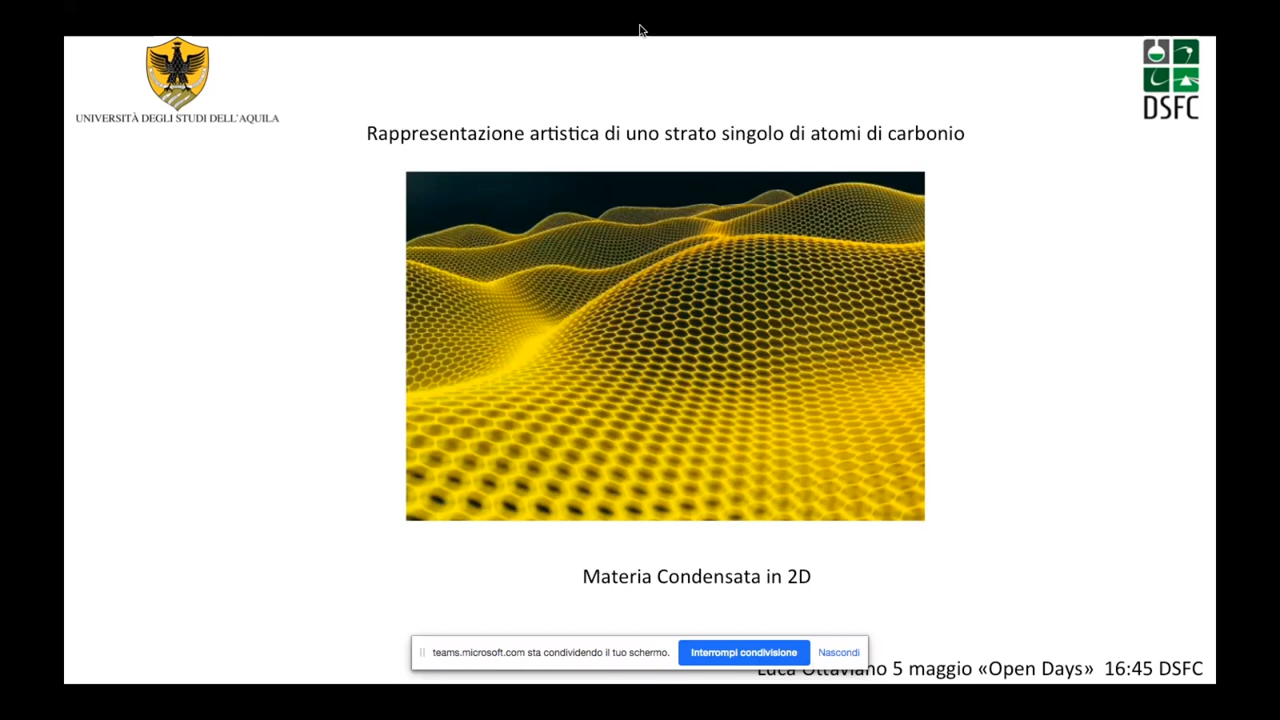 UNIVERSITÀ DEGLI STUDI DELL'AQUILA
DSFC
Rappresentazione artistica di uno strato singolo di atomi di carbonio
Materia Condensata in 2D
teams.microsoft.com sta condividendo il tuo schermo. Interrompi condivisione Nascondi
Luca Ottaviano 5 maggio «Open Days» 16:45 DSFC